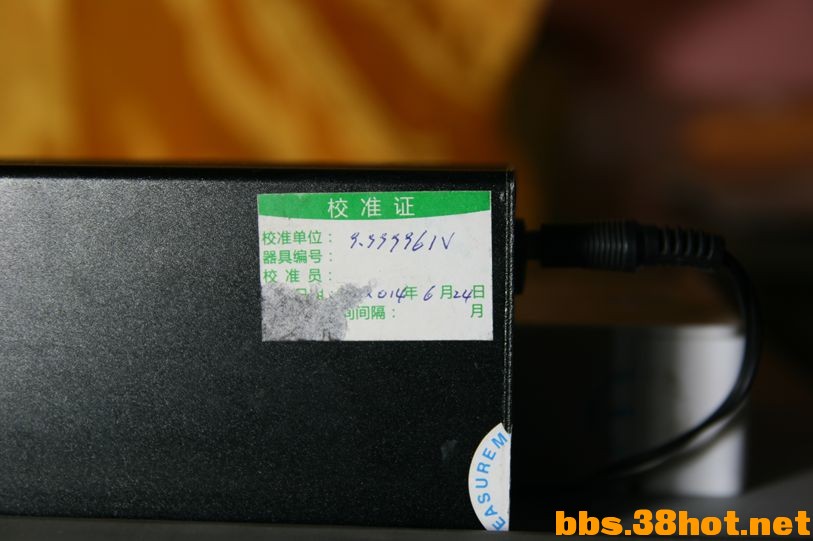 校准证
校准单位: 9.999961V
器具编号:
校准员:
2014年6月24日
间隔: 月
EASUREM
bbs.38hot.net